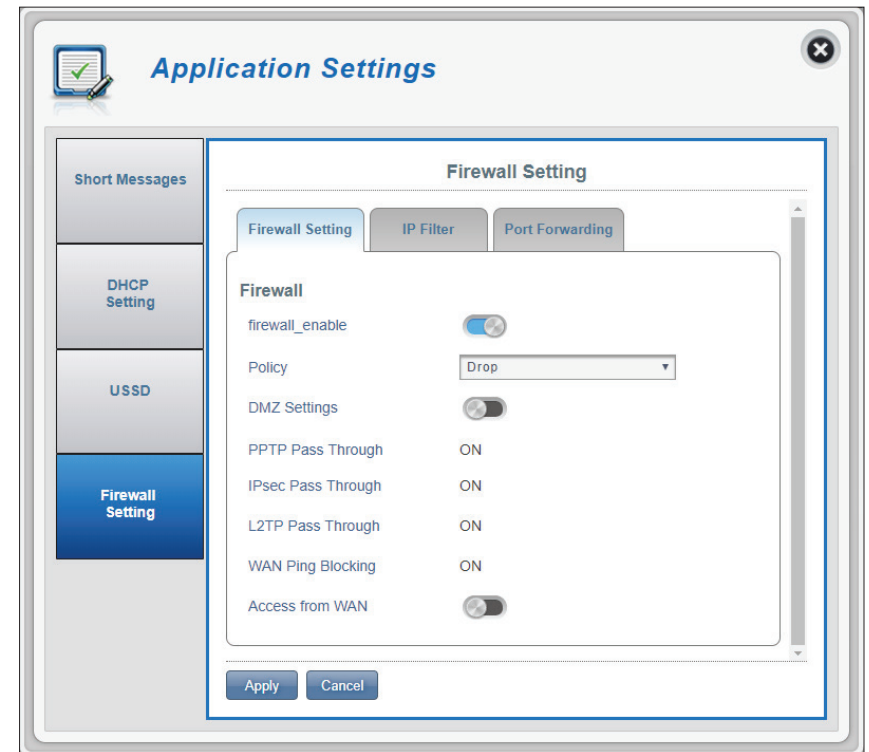 Application Settings
Short Messages
DHCP
Setting
USSD
Firewall
Setting
Firewall Setting
Firewall Setting
IP Filter
Port Forwarding
Firewall
firewall_enable
Policy
Drop
DMZ Settings
PPTP Pass Through
ON
IPsec Pass Through
ON
L2TP Pass Through
ON
WAN Ping Blocking
ON
Access from WAN
Apply
Cancel